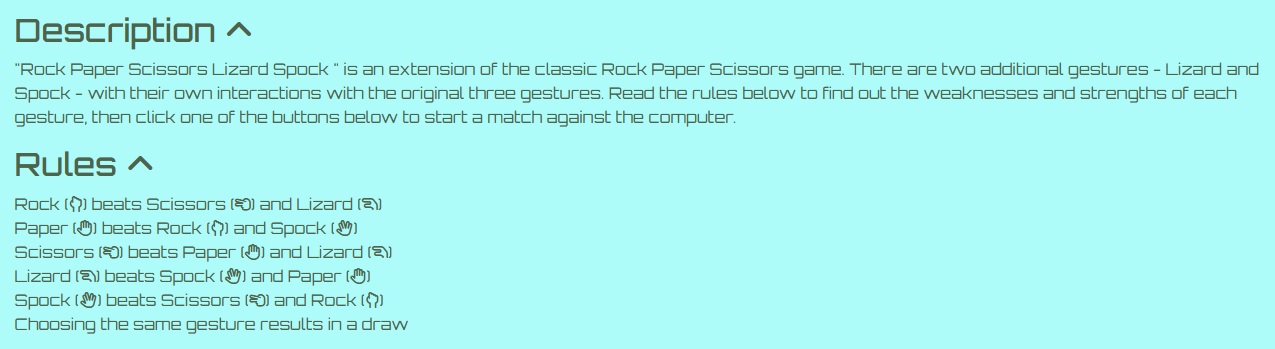 Description
"Rock Paper Scissors Lizard Spock " is an extension of the classic Rock Paper Scissors game. There are two additional gestures - Lizard and
Spock - with their own interactions with the original three gestures. Read the rules below to find out the weaknesses and strengths of each
gesture, then click one of the buttons below to start a match against the computer.
Rules
Rock () beats Scissors () and Lizard ()
Paper () beats Rock () and Spock ()
Scissors () beats Paper () and Lizard ()
Lizard () beats Spock () and Paper ()
Spock () beats Scissors () and Rock ()
Choosing the same gesture results in a draw